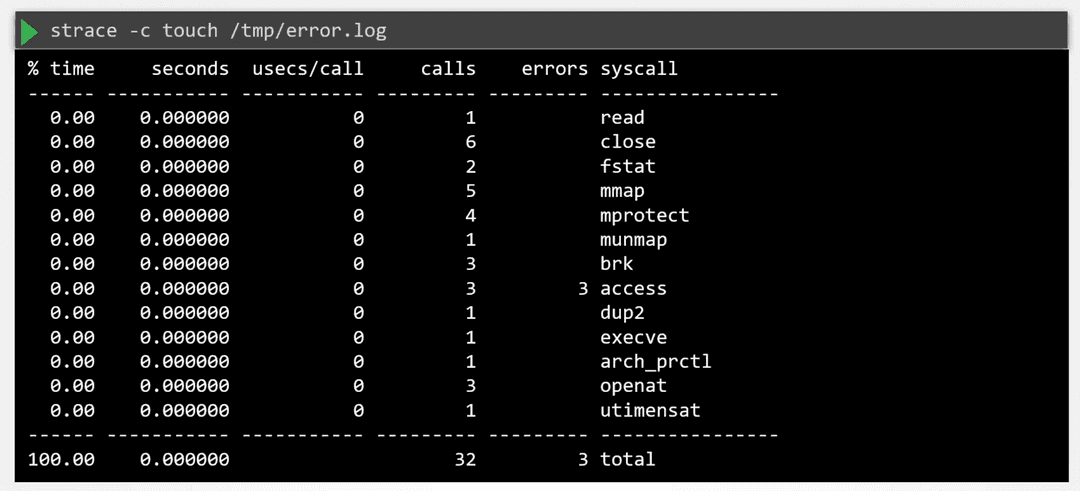 strace -c touch /tmp/error.log
% time     seconds  usecs/call     calls    errors syscall
------ ----------- ----------- --------- --------- ----------------
  0.00    0.000000           0         1           read
  0.00    0.000000           0         6           close
  0.00    0.000000           0         2           fstat
  0.00    0.000000           0         5           mmap
  0.00    0.000000           0         4           mprotect
  0.00    0.000000           0         1           munmap
  0.00    0.000000           0         3           brk
  0.00    0.000000           0         3         3 access
  0.00    0.000000           0         1           dup2
  0.00    0.000000           0         1           execve
  0.00    0.000000           0         1           arch_prctl
  0.00    0.000000           0         3           openat
  0.00    0.000000           0         1           utimensat
------ ----------- ----------- --------- --------- ----------------
100.00    0.000000                    32         3 total